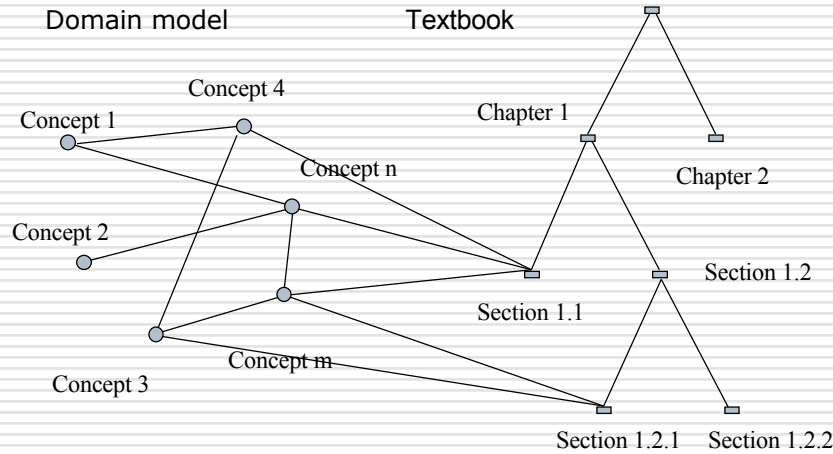 Domain model
Textbook
Concept 4
Concept 1
Chapter 1
Concept n
Chapter 2
Concept 2
Section 1.2
Section 1.1
Concept m
Concept 3
Section 1.2.1
Section 1.2.2